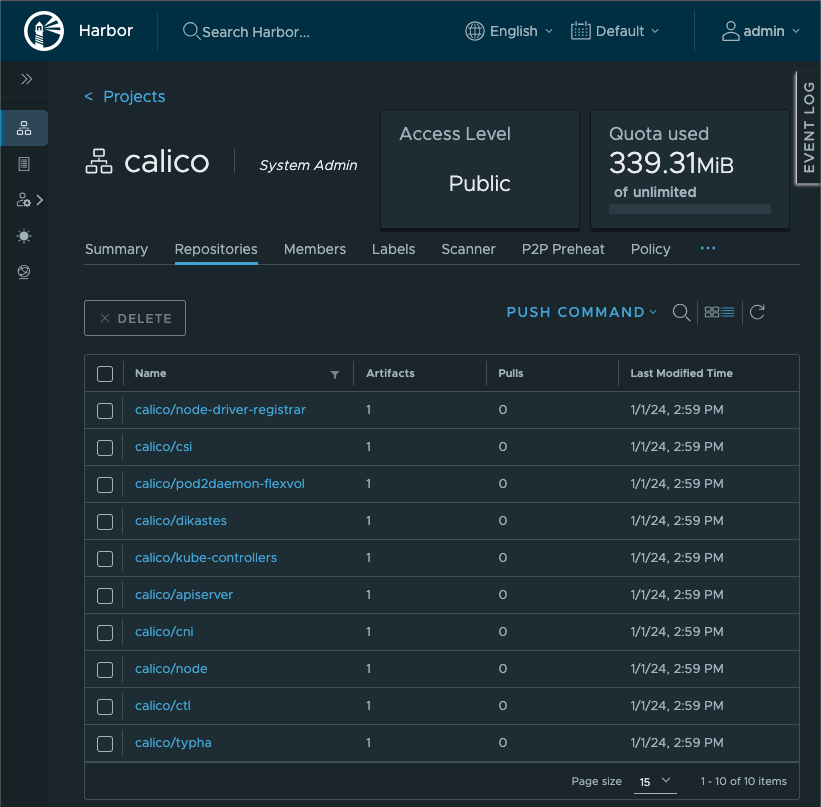 Harbor
Search Harbor...
English
Default
admin
EVENT LOG
< Projects
calico
System Admin
Access Level
Public
Quota used
339.31MiB
of unlimited
Summary Repositories Members Labels Scanner P2P Preheat Policy ...
DELETE
PUSH COMMAND
Name Artifacts Pulls Last Modified Time
calico/node-driver-registrar 1 0 1/1/24, 2:59 PM
calico/csi 1 0 1/1/24, 2:59 PM
calico/pod2daemon-flexvol 1 0 1/1/24, 2:59 PM
calico/dikastes 1 0 1/1/24, 2:59 PM
calico/kube-controllers 1 0 1/1/24, 2:59 PM
calico/apiserver 1 0 1/1/24, 2:59 PM
calico/cni 1 0 1/1/24, 2:59 PM
calico/node 1 0 1/1/24, 2:59 PM
calico/ctl 1 0 1/1/24, 2:59 PM
calico/typha 1 0 1/1/24, 2:59 PM
Page size 15 1 - 10 of 10 items